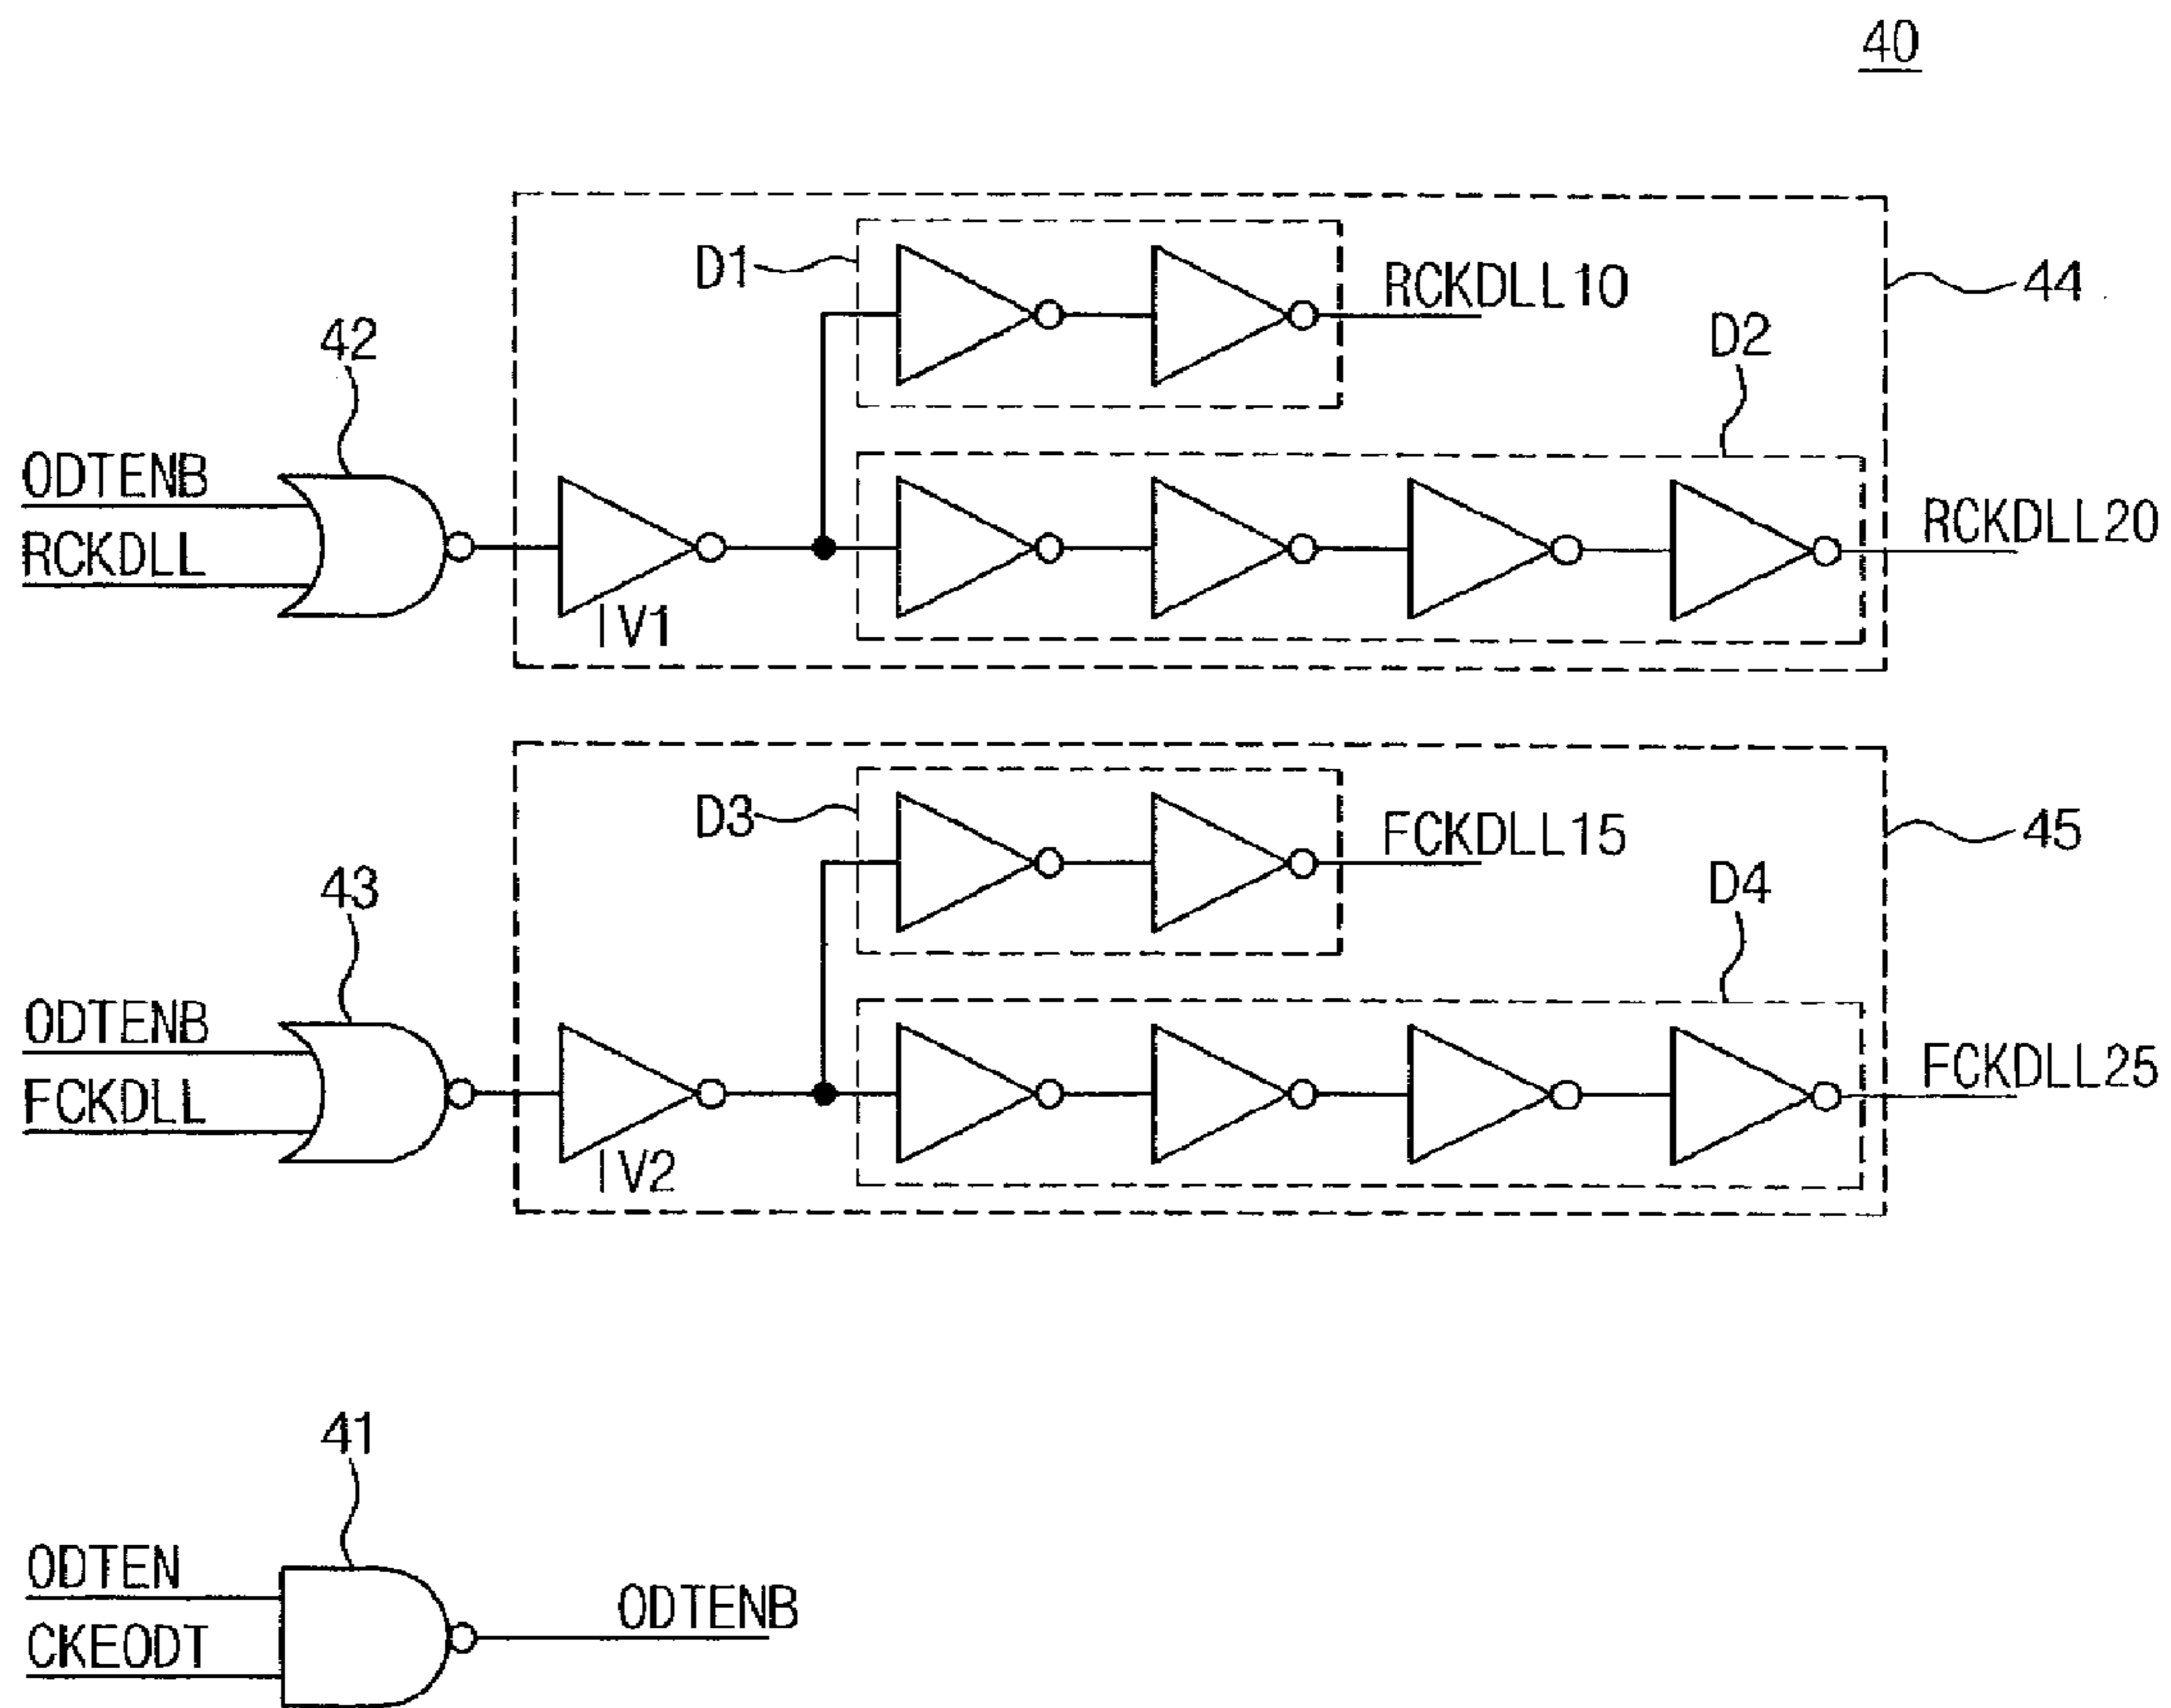 40
D1
RCKDLL10
44
42
D2
ODTENB
RCKDLL
RCKDLL20
IV1
D3
FCKDLL15
45
43
D4
ODTENB
FCKDLL
FCKDLL25
IV2
41
ODTEN
CKEODT
ODTENB